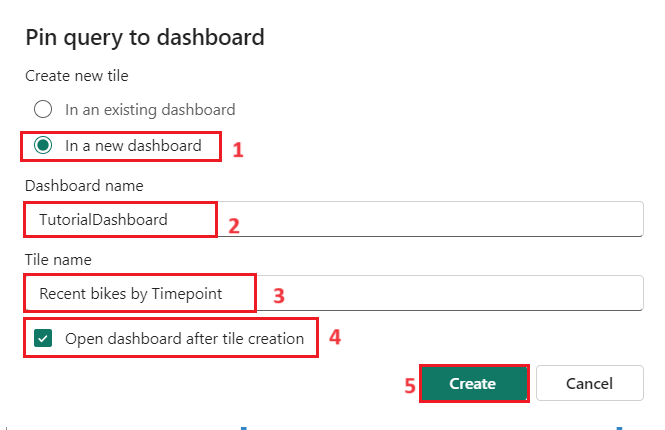 Pin query to dashboard
Create new tile
In an existing dashboard
In a new dashboard 1
Dashboard name
TutorialDashboard 2
Tile name
Recent bikes by Timepoint 3
Open dashboard after tile creation 4
5 Create Cancel